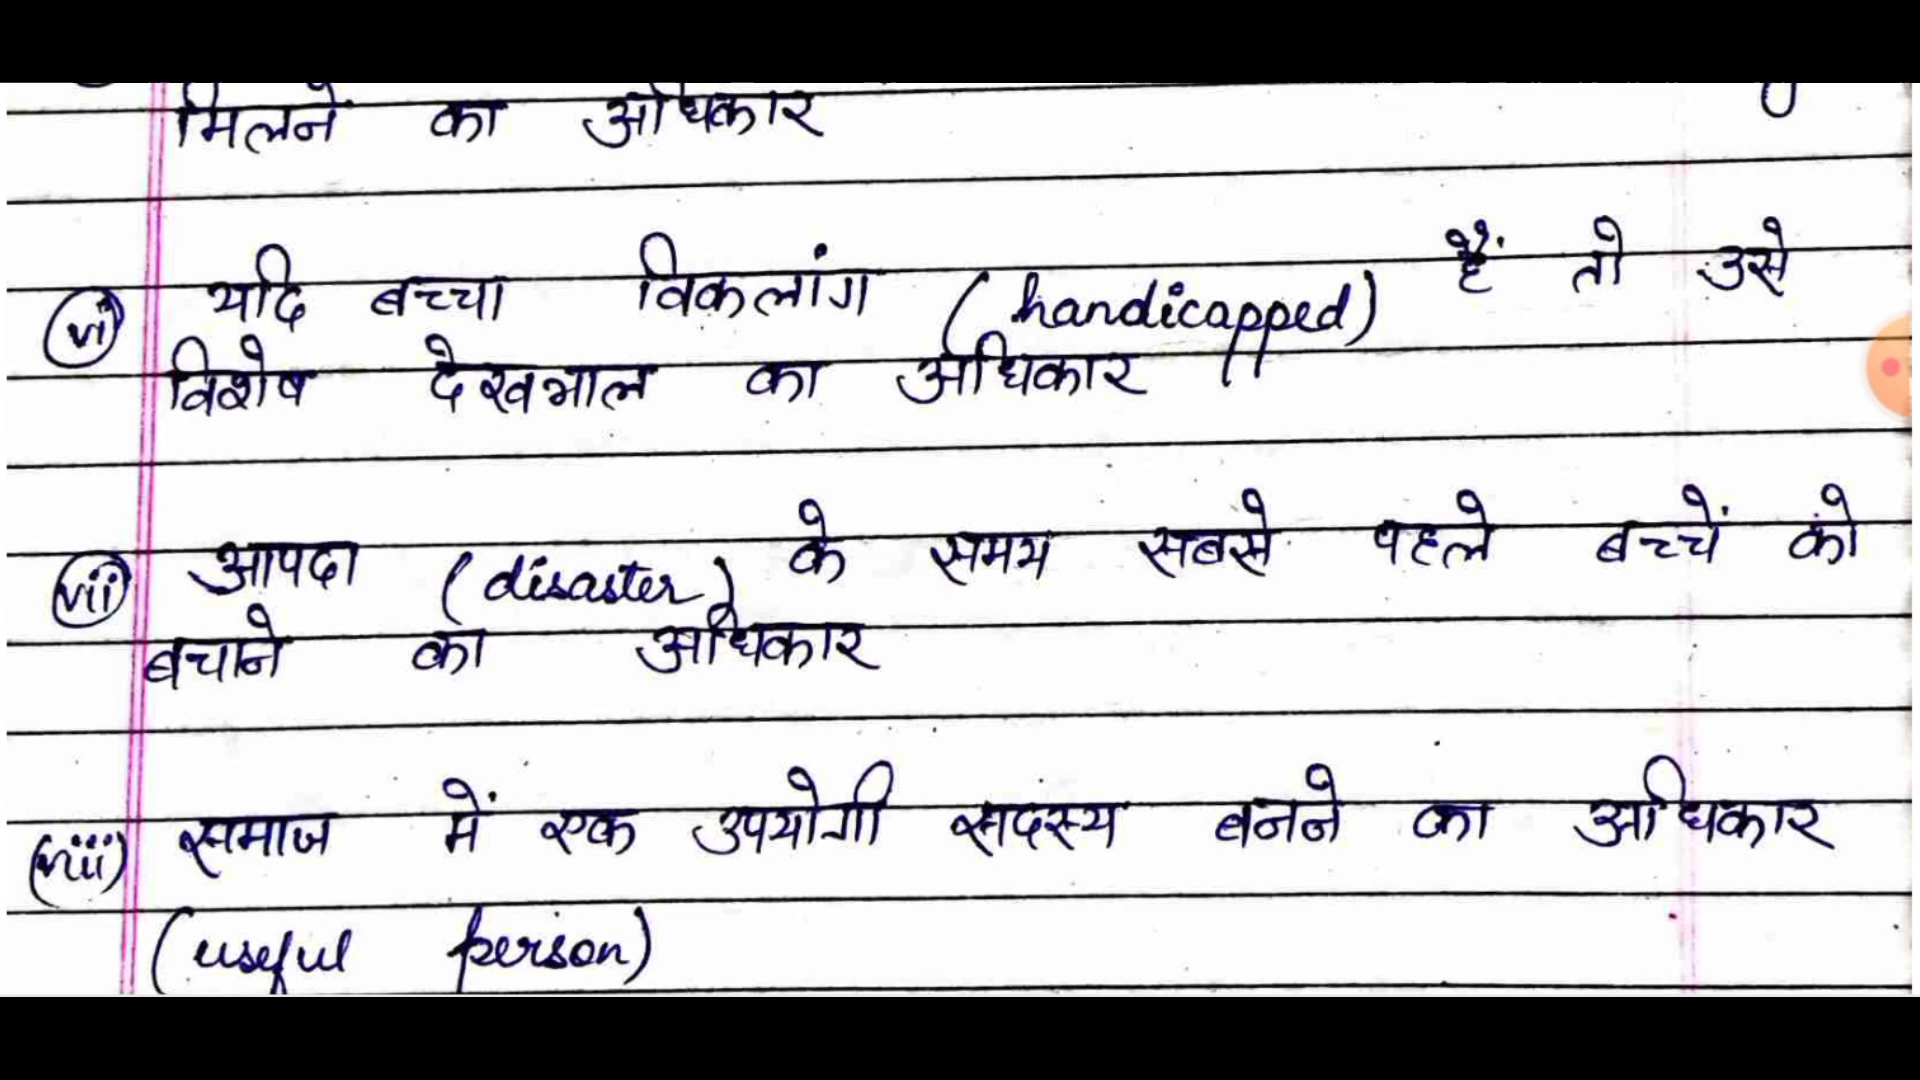 मिलने का अधिकार
(vi) यदि बच्चा विकलांग (handicapped) हैं तो उसे
विशेष देखभाल का अधिकार
(vii) आपदा (disaster) के समय सबसे पहले बच्चें को
बचाने का अधिकार
(viii) समाज में एक उपयोगी सदस्य बनने का अधिकार
(useful person)